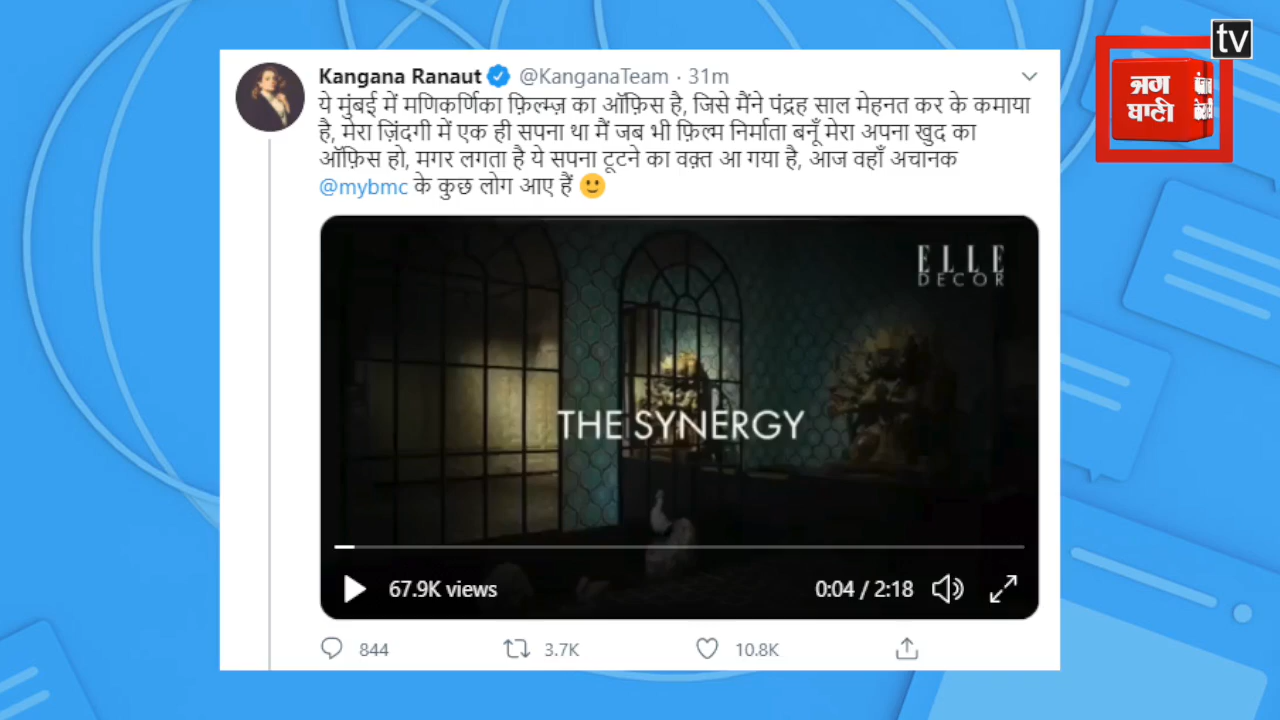 tv
ਜਗ
ਬਾਣੀ
Kangana Ranaut @KanganaTeam · 31m
ये मुंबई में मणिकर्णिका फ़िल्म्ज़ का ऑफ़िस है, जिसे मैंने पंद्रह साल मेहनत कर के कमाया
है, मेरा ज़िंदगी में एक ही सपना था मैं जब भी फ़िल्म निर्माता बनूँ मेरा अपना खुद का
ऑफ़िस हो, मगर लगता है ये सपना टूटने का वक़्त आ गया है, आज वहाँ अचानक
@mybmc के कुछ लोग आए हैं 🙂
ELLE
DECOR
THE SYNERGY
67.9K views
0:04 / 2:18
844
3.7K
10.8K